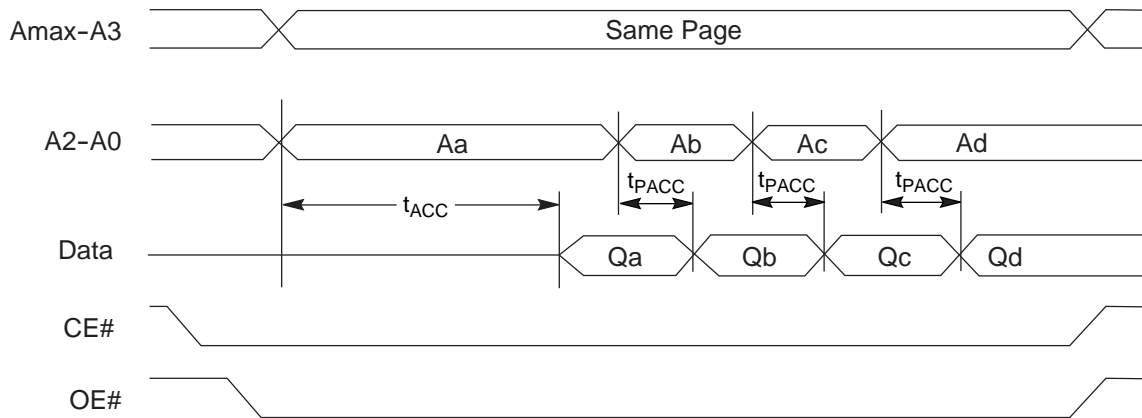 Amax-A3 Same Page
A2-A0 Aa Ab Ac Ad
tPACC tPACC tPACC
tACC
Data Qa Qb Qc Qd
CE#
OE#